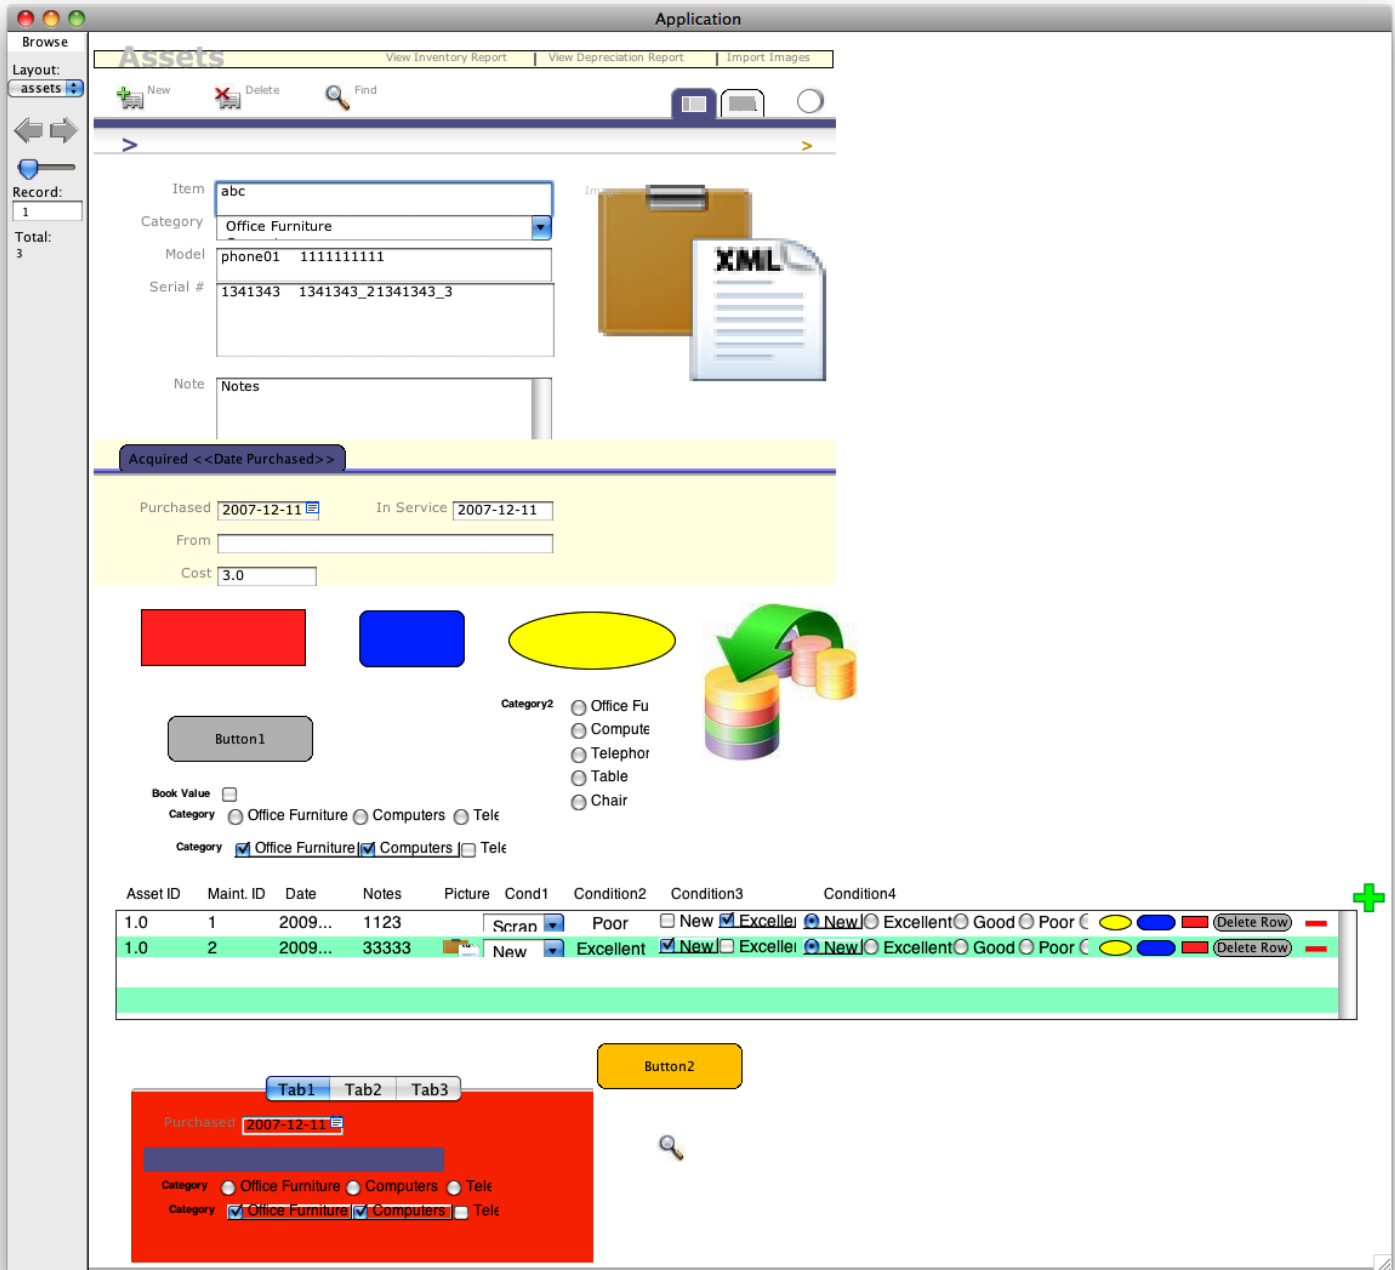 Application
Browse
Layout:
assets
Record:
1
Total:
3
Assets
View Inventory Report | View Depreciation Report | Import Images
New
Delete
Find
>
>
Item
abc
Image
Category
Office Furniture
Model
phone01 1111111111
Serial #
1341343 1341343_21341343_3
XML
Note
Notes
Acquired <<Date Purchased>>
Purchased
2007-12-11
In Service
2007-12-11
From
Cost
3.0
Category2
Office Fu
Compute
Telephor
Table
Chair
Button1
Book Value
Category Office Furniture Computers Tele
Category Office Furniture Computers Tele
Asset ID Maint. ID Date Notes Picture Cond1 Condition2 Condition3 Condition4
1.0 1 2009... 1123 Scrap Poor New Exceller New Excellent Good Poor Delete Row
1.0 2 2009... 33333 New Excellent New Exceller New Excellent Good Poor Delete Row
Button2
Tab1 Tab2 Tab3
Purchased 2007-12-11
Category Office Furniture Computers Tele
Category Office Furniture Computers Tele